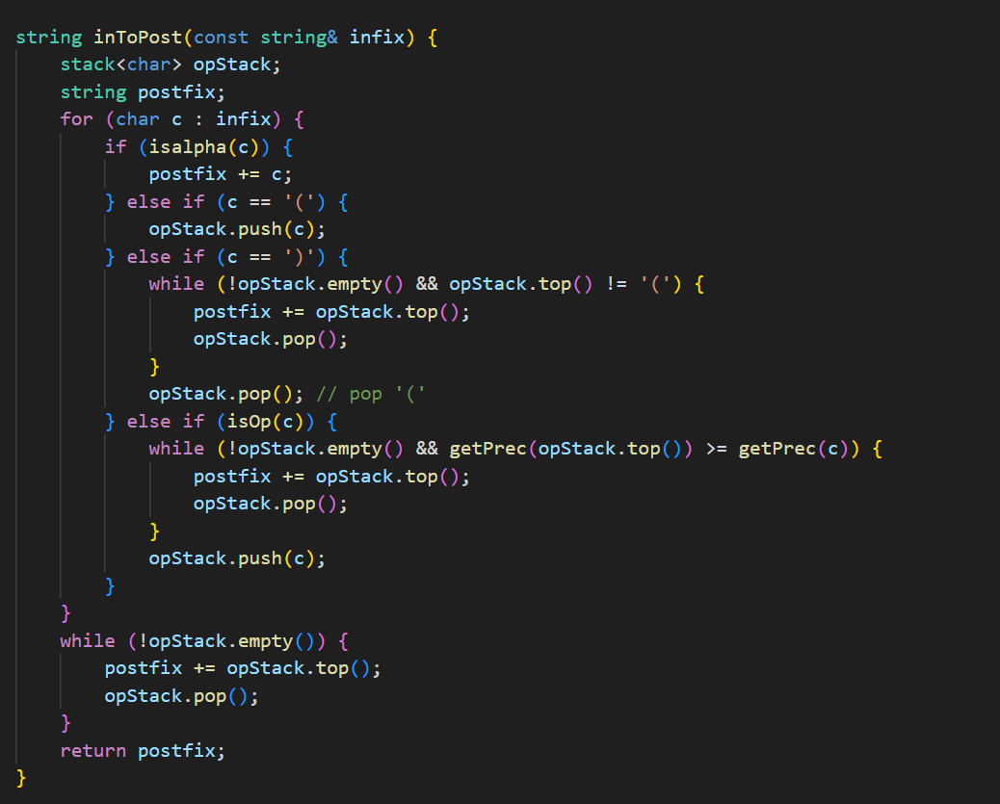 string inToPost(const string& infix) {
    stack<char> opStack;
    string postfix;
    for (char c : infix) {
        if (isalpha(c)) {
            postfix += c;
        } else if (c == '(') {
            opStack.push(c);
        } else if (c == ')') {
            while (!opStack.empty() && opStack.top() != '(') {
                postfix += opStack.top();
                opStack.pop();
            }
            opStack.pop(); // pop '('
        } else if (isOp(c)) {
            while (!opStack.empty() && getPrec(opStack.top()) >= getPrec(c)) {
                postfix += opStack.top();
                opStack.pop();
            }
            opStack.push(c);
        }
    }
    while (!opStack.empty()) {
        postfix += opStack.top();
        opStack.pop();
    }
    return postfix;
}